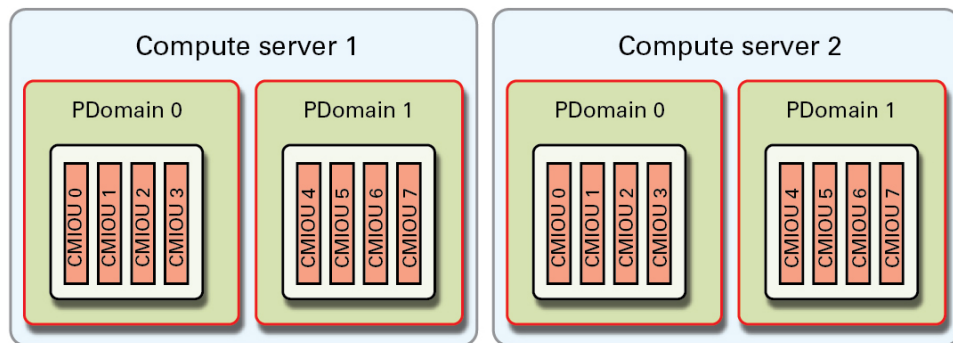 Compute server 1
PDomain 0
CMIOU 0
CMIOU 1
CMIOU 2
CMIOU 3
PDomain 1
CMIOU 4
CMIOU 5
CMIOU 6
CMIOU 7
Compute server 2
PDomain 0
CMIOU 0
CMIOU 1
CMIOU 2
CMIOU 3
PDomain 1
CMIOU 4
CMIOU 5
CMIOU 6
CMIOU 7